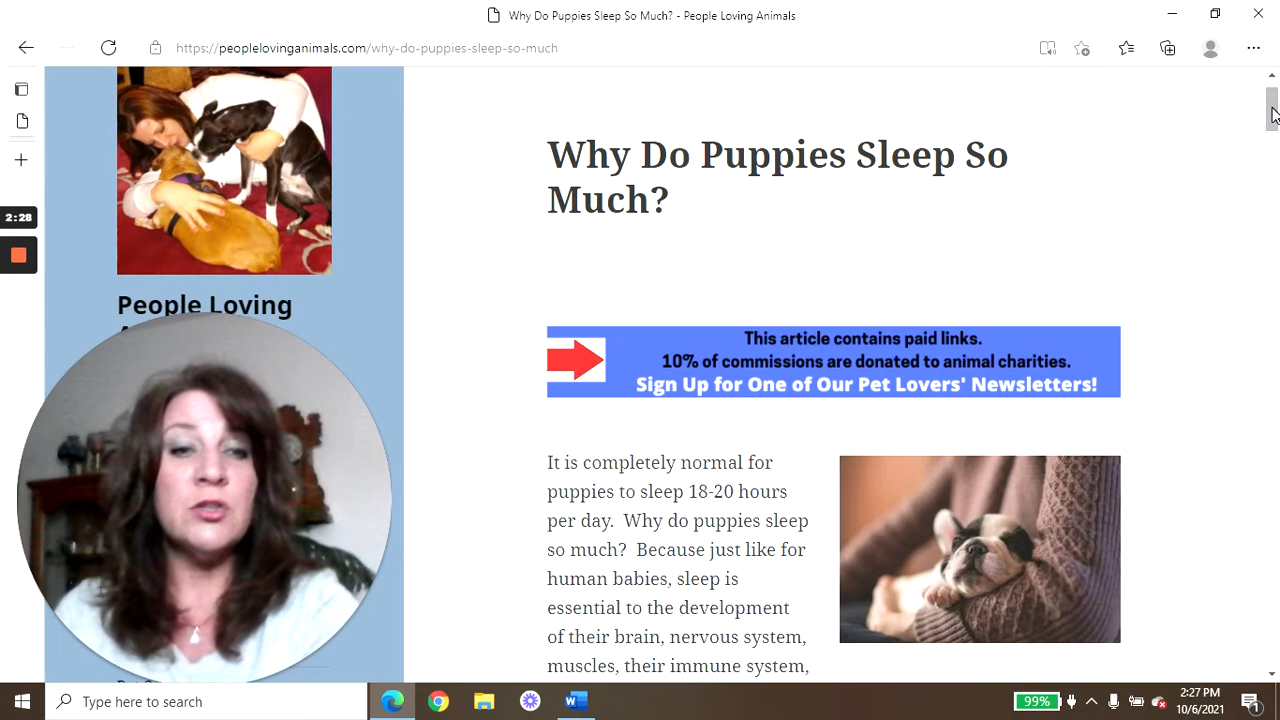 Why Do Puppies Sleep So Much? - People Loving Animals
https://peoplelovinganimals.com/why-do-puppies-sleep-so-much
2:28
People Loving
Why Do Puppies Sleep So
Much?
This article contains paid links.
10% of commissions are donated to animal charities.
Sign Up for One of Our Pet Lovers' Newsletters!
It is completely normal for
puppies to sleep 18-20 hours
per day. Why do puppies sleep
so much? Because just like for
human babies, sleep is
essential to the development
of their brain, nervous system,
muscles, their immune system,
Type here to search
99%
2:27 PM
10/6/2021
1